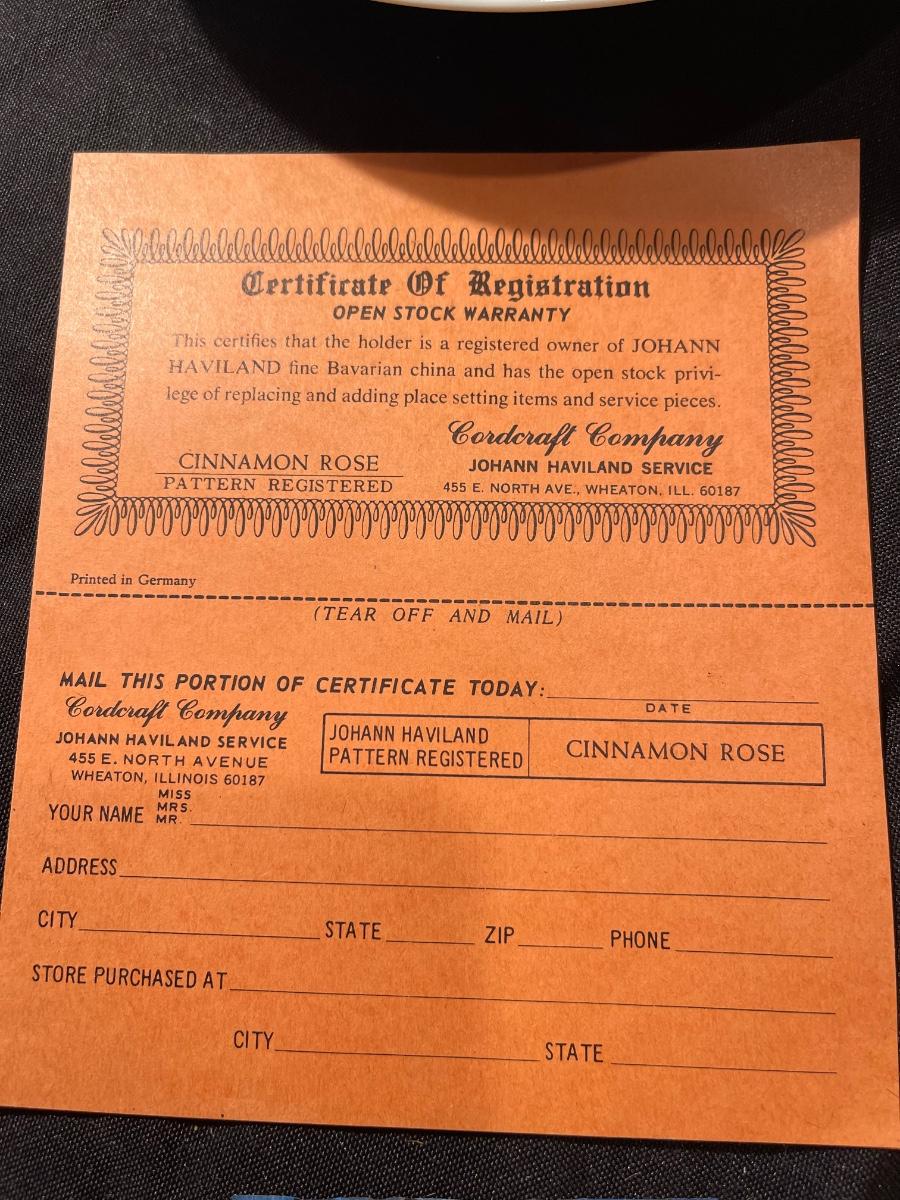 Certificate Of Registration
OPEN STOCK WARRANTY
This certifies that the holder is a registered owner of JOHANN
HAVILAND fine Bavarian china and has the open stock privi-
lege of replacing and adding place setting items and service pieces.
Cordcraft Company
CINNAMON ROSE
JOHANN HAVILAND SERVICE
PATTERN REGISTERED
455 E. NORTH AVE., WHEATON, ILL. 60187
Printed in Germany
(TEAR OFF AND MAIL)
MAIL THIS PORTION OF CERTIFICATE TODAY:
DATE
Cordcraft Company
JOHANN HAVILAND SERVICE
455 E. NORTH AVENUE
WHEATON, ILLINOIS 60187
JOHANN HAVILAND
PATTERN REGISTERED
CINNAMON ROSE
MISS
MRS.
YOUR NAME MR.
ADDRESS
CITY STATE ZIP PHONE
STORE PURCHASED AT
CITY STATE